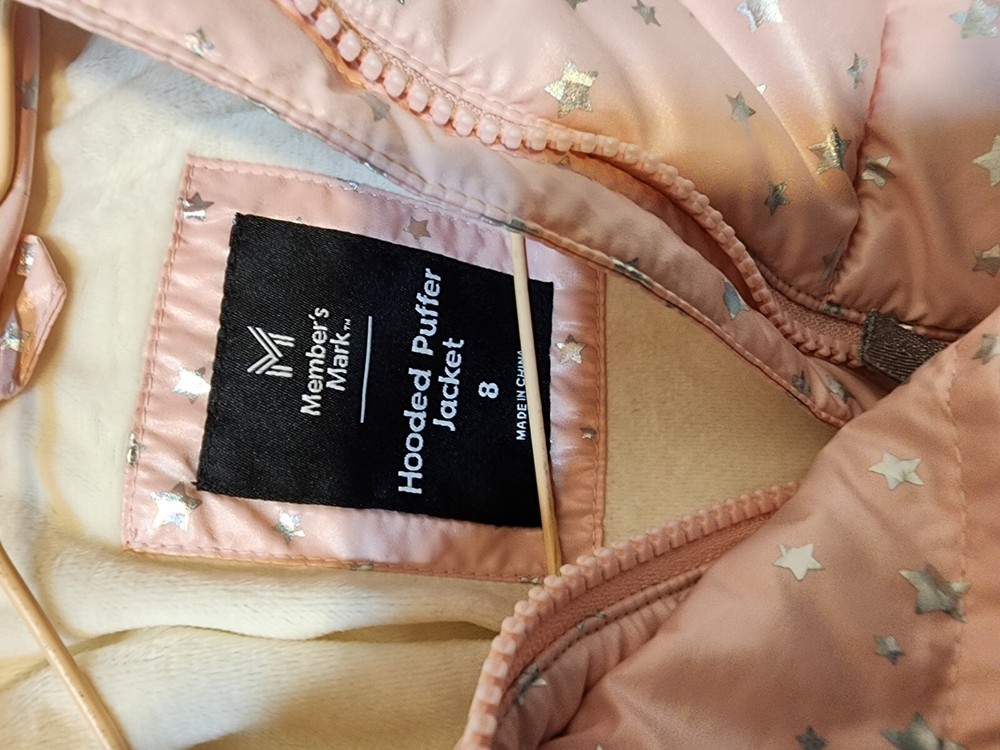 Member's
Mark™
Hooded Puffer
Jacket
8
MADE IN CHINA